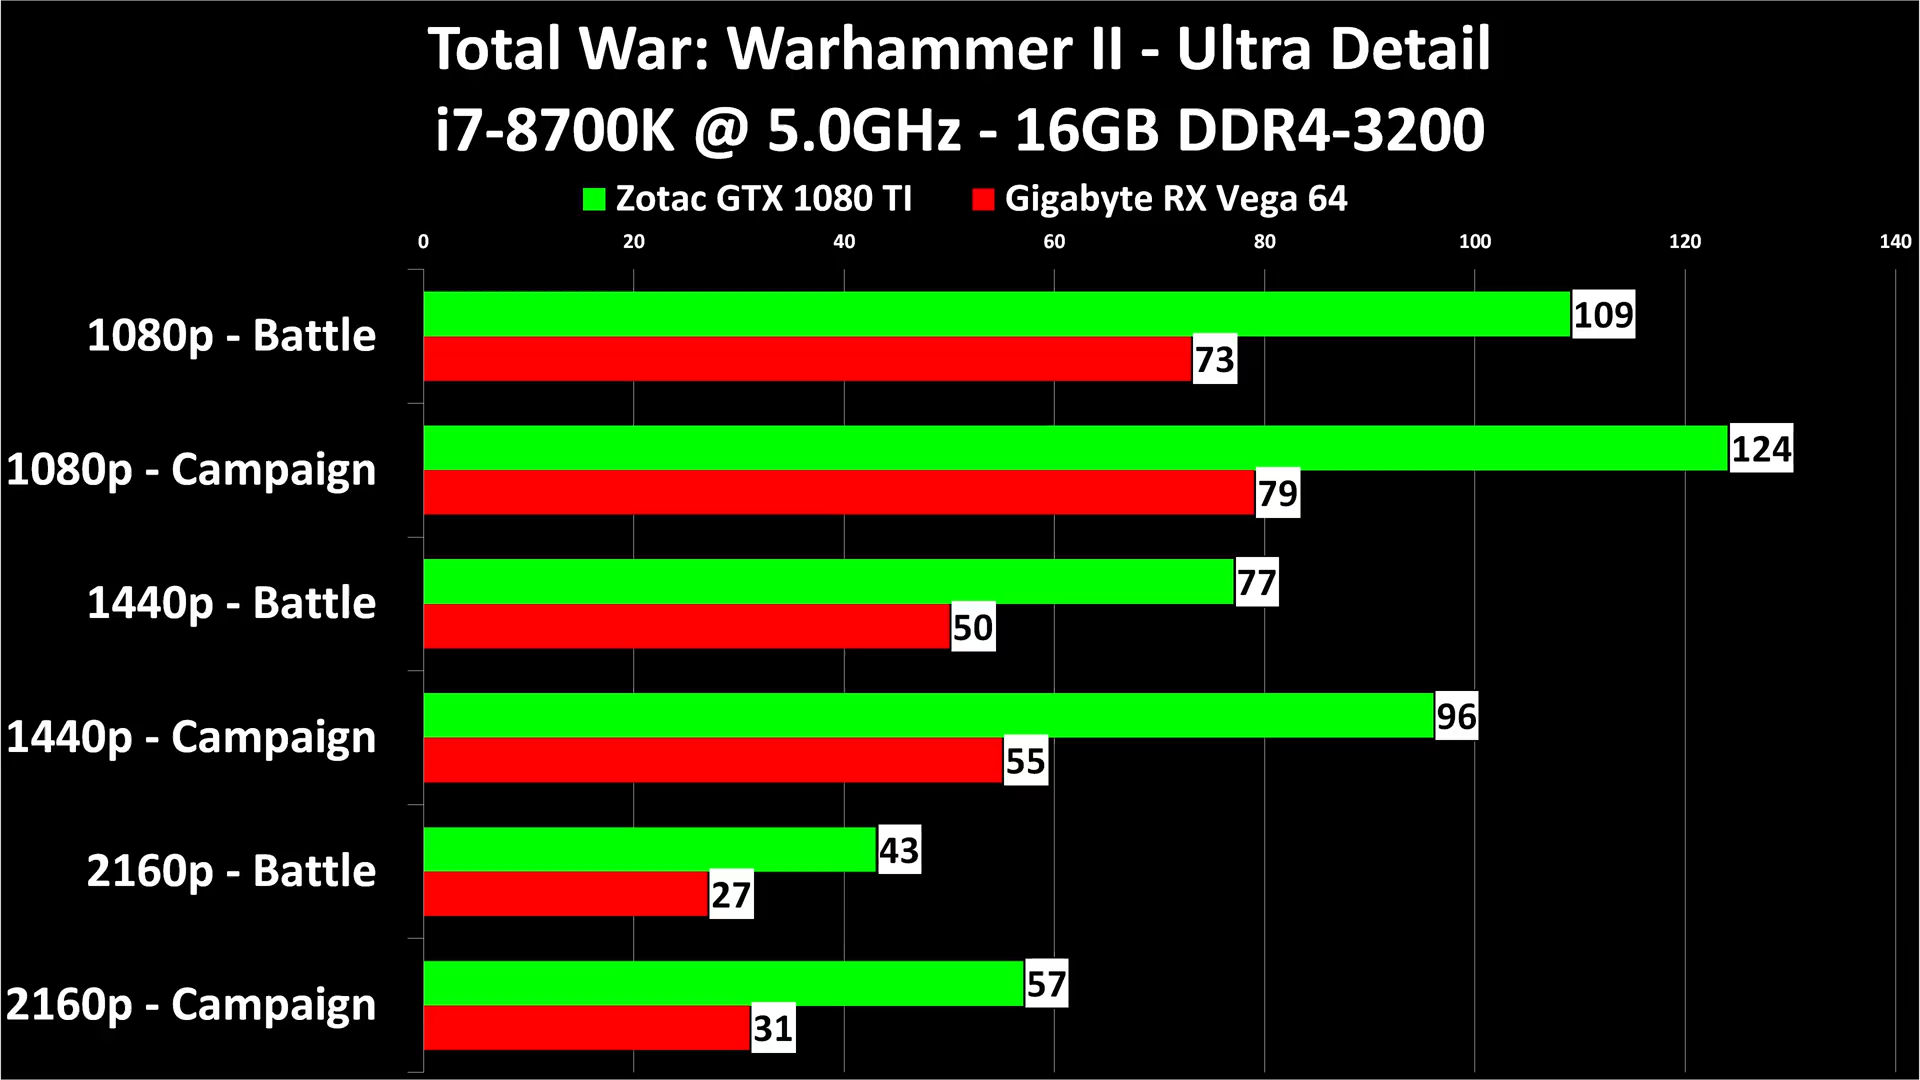 Total War: Warhammer II - Ultra Detail
i7-8700K @ 5.0GHz - 16GB DDR4-3200
Zotac GTX 1080 TI Gigabyte RX Vega 64
0 20 40 60 80 100 120 140
1080p - Battle 109
73
1080p - Campaign 124
79
1440p - Battle 77
50
1440p - Campaign 96
55
2160p - Battle 43
27
2160p - Campaign 57
31